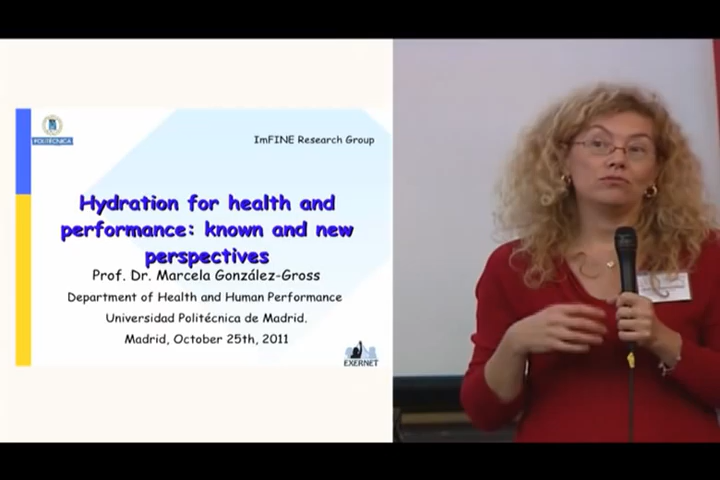 POLITÉCNICA
ImFINE Research Group
Hydration for health and
performance: known and new
perspectives
Prof. Dr. Marcela González-Gross
Department of Health and Human Performance
Universidad Politécnica de Madrid.
Madrid, October 25th, 2011
EXERNET